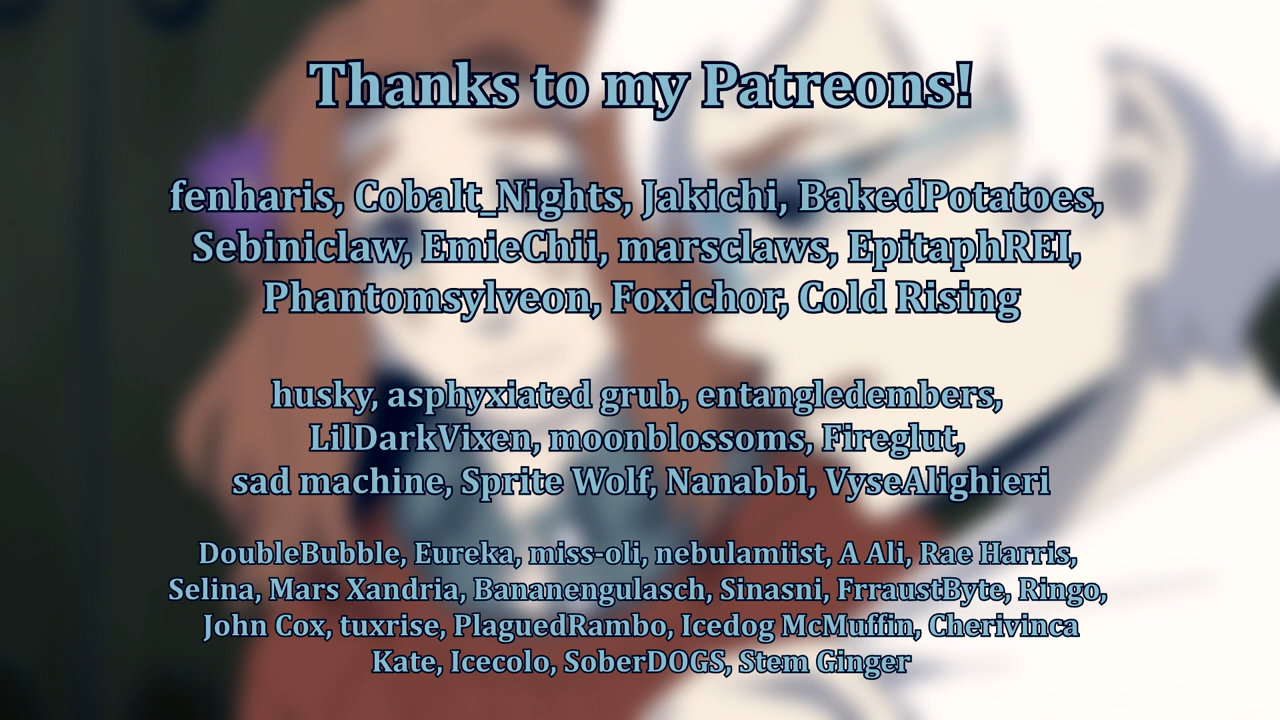 Thanks to my Patreons!
fenharis, Cobalt_Nights, Jakichi, BakedPotatoes,
Sebiniclaw, EmieChii, marsclaws, EpitaphREI,
Phantomsylveon, Foxichor, Cold Rising
husky, asphyxiated grub, entangledembers,
LilDarkVixen, moonblossoms, Fireglut,
sad machine, Sprite Wolf, Nanabbi, VyseAlighieri
DoubleBubble, Eureka, miss-oli, nebulamiist, A Ali, Rae Harris,
Selina, Mars Xandria, Bananengulasch, Sinasni, FrraustByte, Ringo,
John Cox, tuxrise, PlaguedRambo, Icedog McMuffin, Cherivinca
Kate, Icecolo, SoberDOGS, Stem Ginger